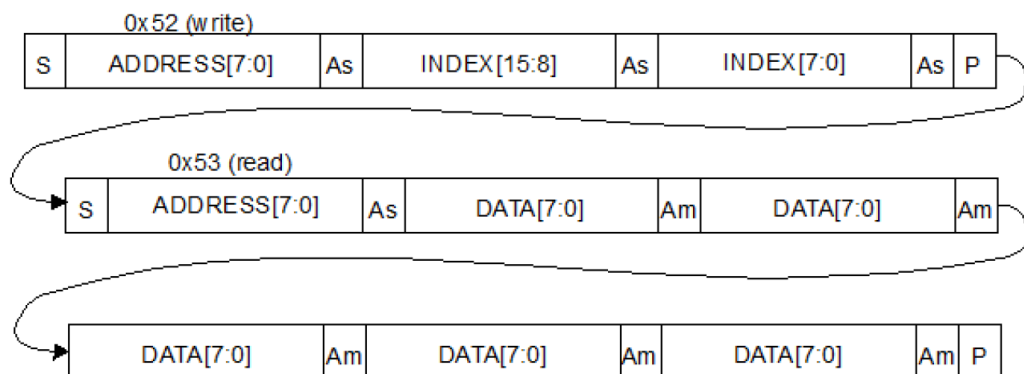 0x52 (write)
S ADDRESS[7:0] As INDEX[15:8] As INDEX[7:0] As P
0x53 (read)
S ADDRESS[7:0] As DATA[7:0] Am DATA[7:0] Am
DATA[7:0] Am DATA[7:0] Am DATA[7:0] Am P